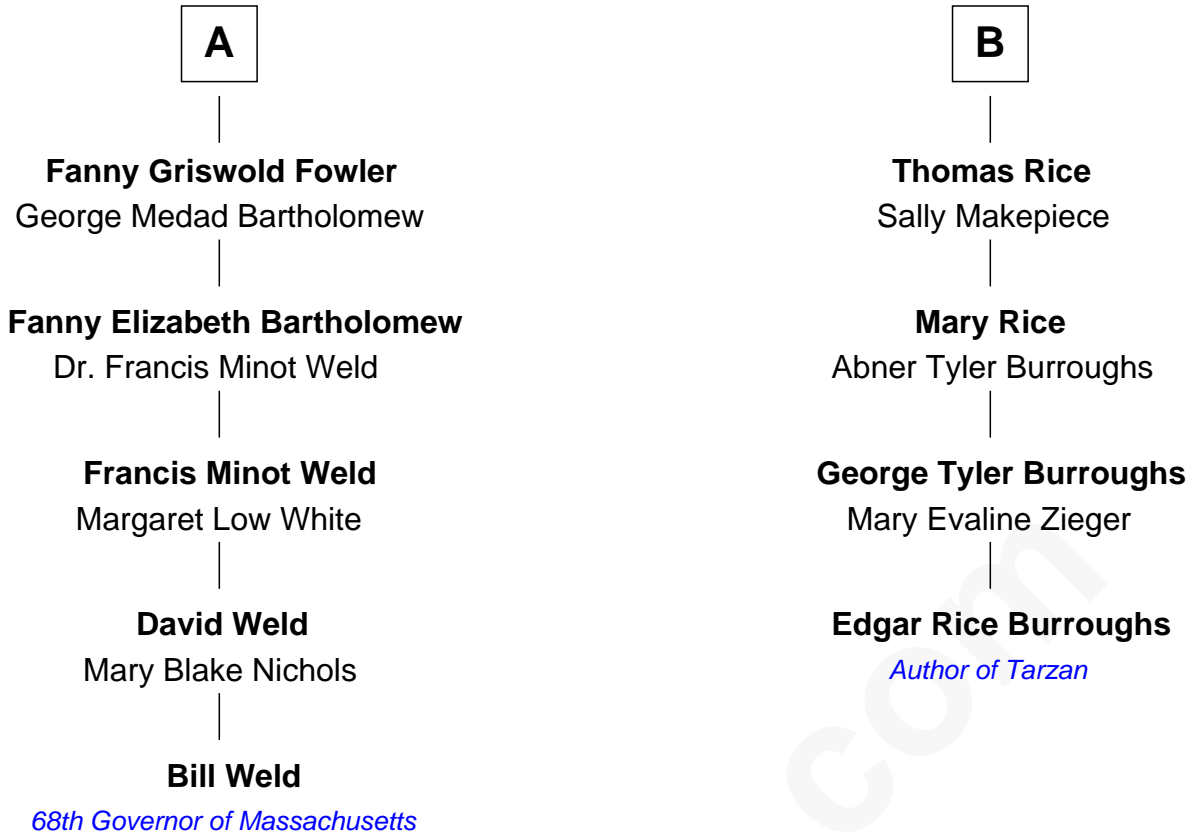 A
Fanny Griswold Fowler
George Medad Bartholomew
Fanny Elizabeth Bartholomew
Dr. Francis Minot Weld
Francis Minot Weld
Margaret Low White
David Weld
Mary Blake Nichols
Bill Weld
68th Governor of Massachusetts
B
Thomas Rice
Sally Makepiece
Mary Rice
Abner Tyler Burroughs
George Tyler Burroughs
Mary Evaline Zieger
Edgar Rice Burroughs
Author of Tarzan
com